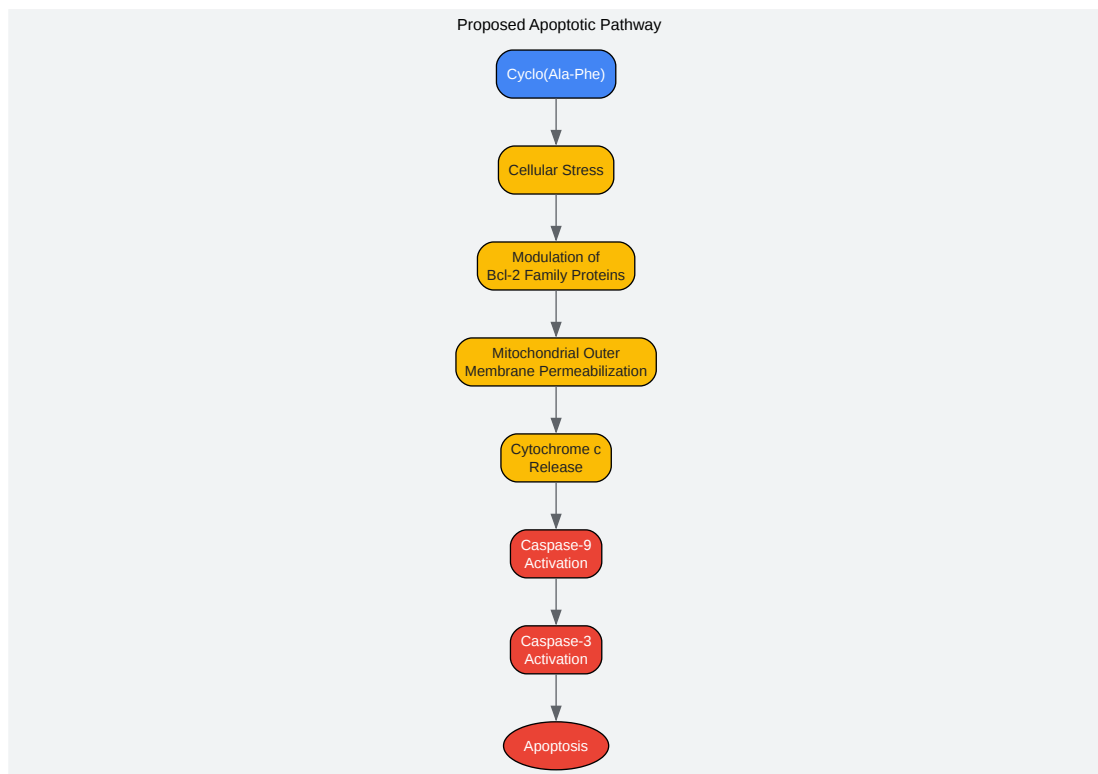 Proposed Apoptotic Pathway
Cyclo(Ala-Phe)
Cellular Stress
Modulation of
Bcl-2 Family Proteins
Mitochondrial Outer
Membrane Permeabilization
Cytochrome c
Release
Caspase-9
Activation
Caspase-3
Activation
Apoptosis